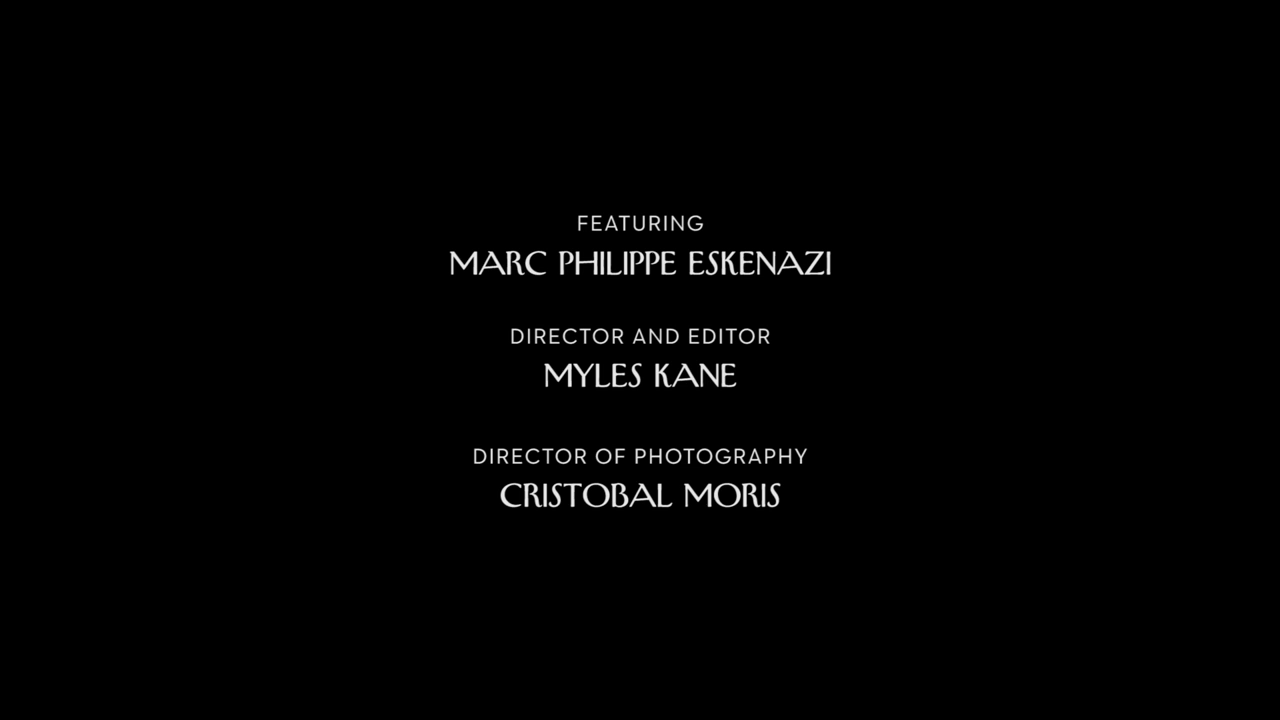 FEATURING
MARC PHILIPPE ESKENAZI
DIRECTOR AND EDITOR
MYLES KANE
DIRECTOR OF PHOTOGRAPHY
CRISTOBAL MORIS